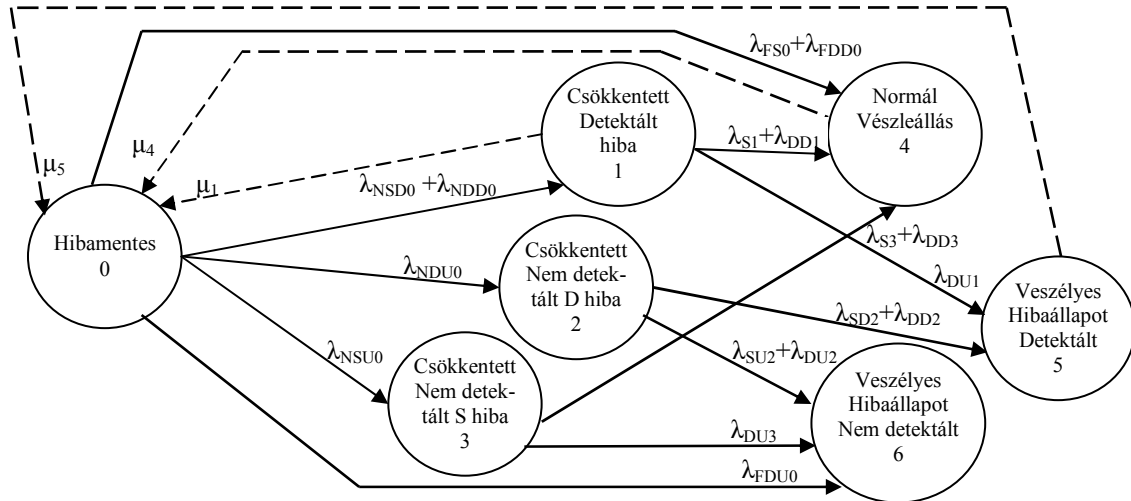 λFS0+λFDD0
Csökkentett
Detektált
hiba
1
Normál
Vészleállás
4
μ5
μ4
μ1
λS1+λDD1
λNSD0 +λNDD0
Hibamentes
0
λNDU0
Csökkentett
Nem detek-
tált D hiba
2
λS3+λDD3
λDU1
Veszélyes
Hibaállapot
Detektált
5
λSD2+λDD2
λNSU0
λSU2+λDU2
Csökkentett
Nem detek-
tált S hiba
3
Veszélyes
Hibaállapot
Nem detektált
6
λDU3
λFDU0